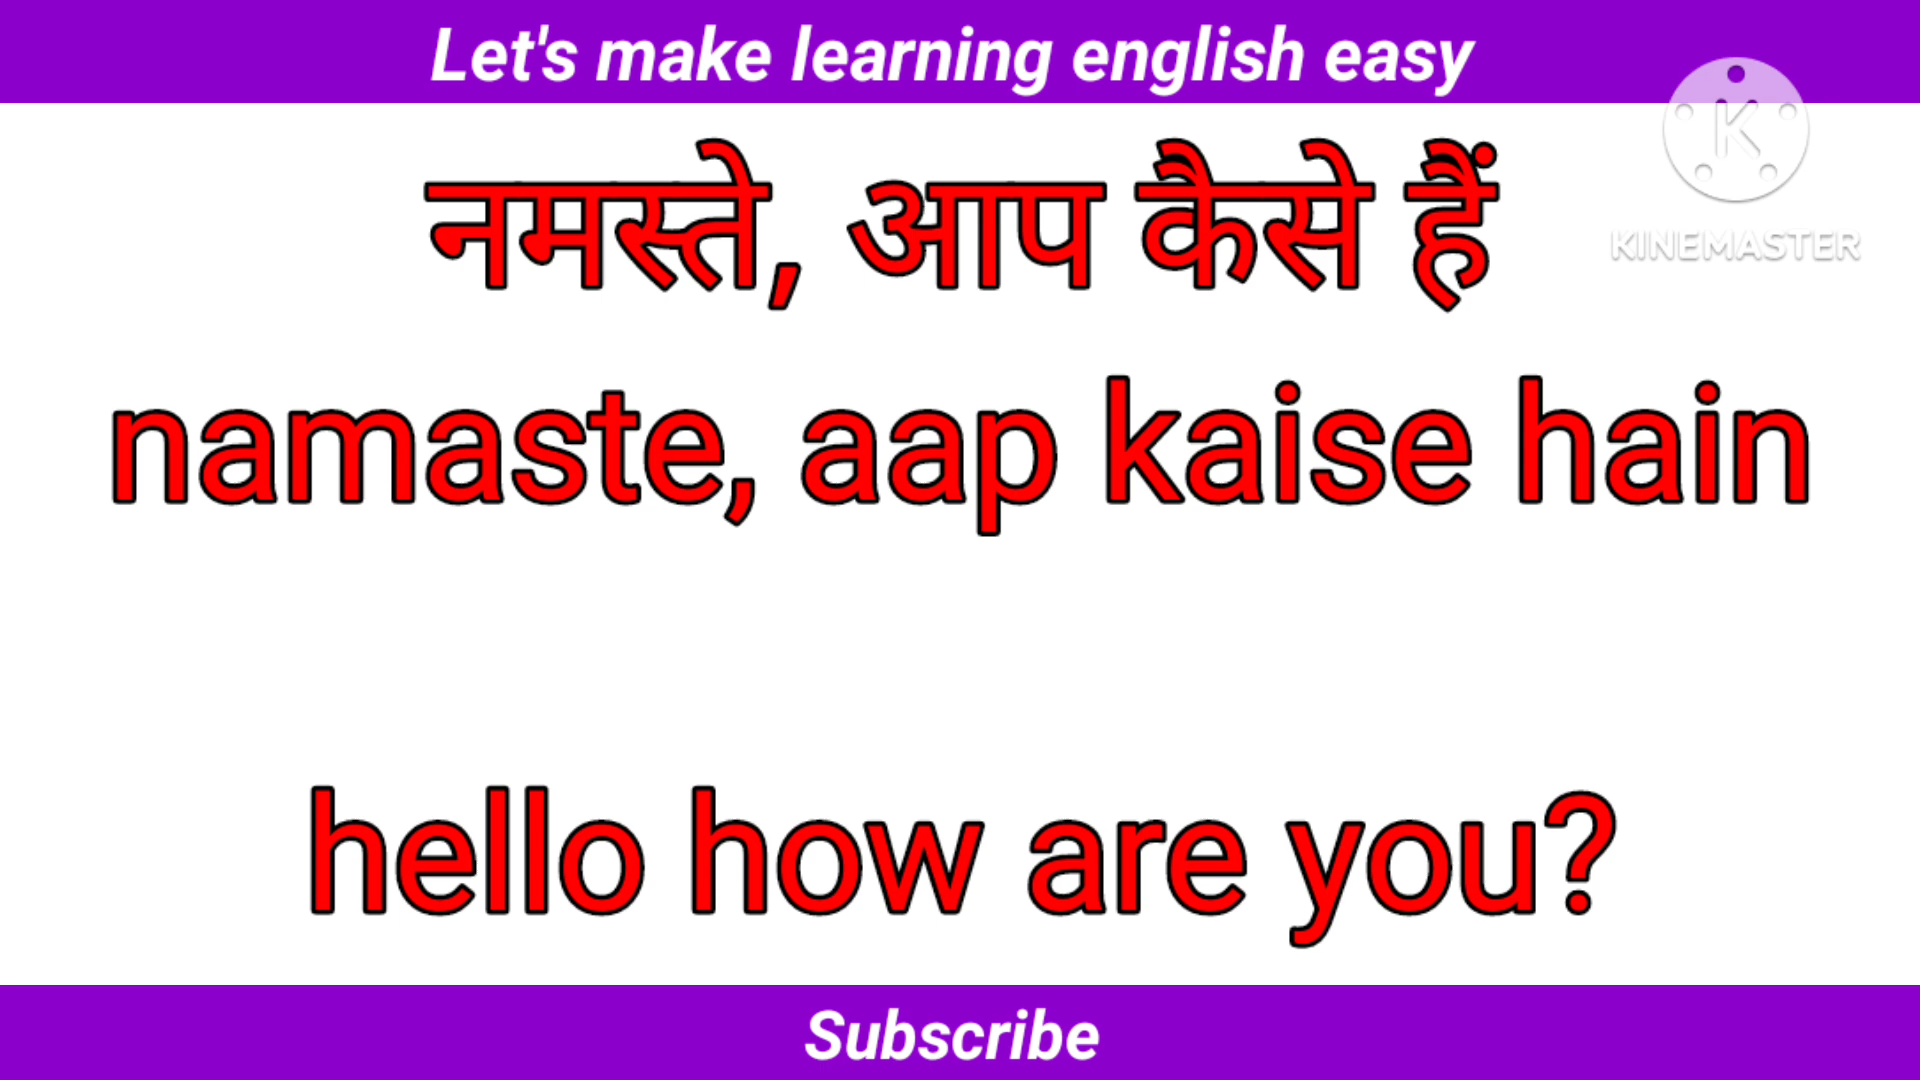 Let's make learning english easy
K
KINEMASTER
नमस्ते, आप कैसे हैं
namaste, aap kaise hain
hello how are you?
Subscribe